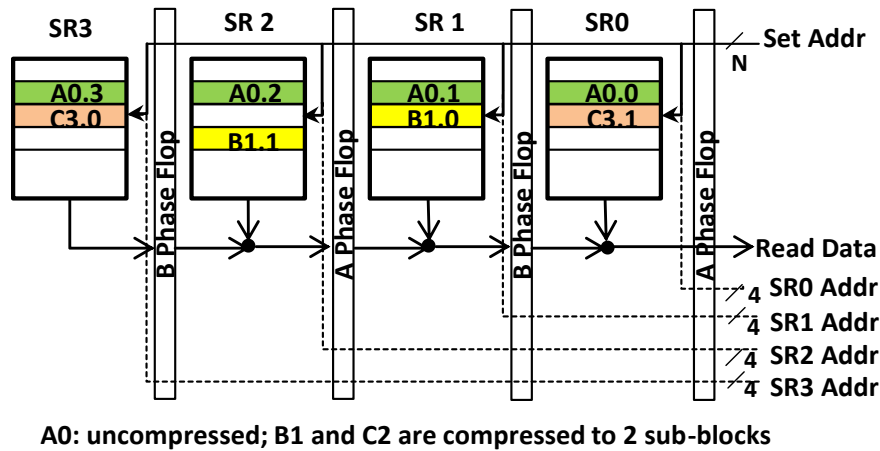 SR3
SR 2
SR 1
SR0
Set Addr
N
A0.3
A0.2
A0.1
A0.0
C3.0
B1.0
C3.1
B1.1
B Phase Flop
A Phase Flop
B Phase Flop
A Phase Flop
Read Data
4 SR0 Addr
4 SR1 Addr
4 SR2 Addr
4 SR3 Addr
A0: uncompressed; B1 and C2 are compressed to 2 sub-blocks